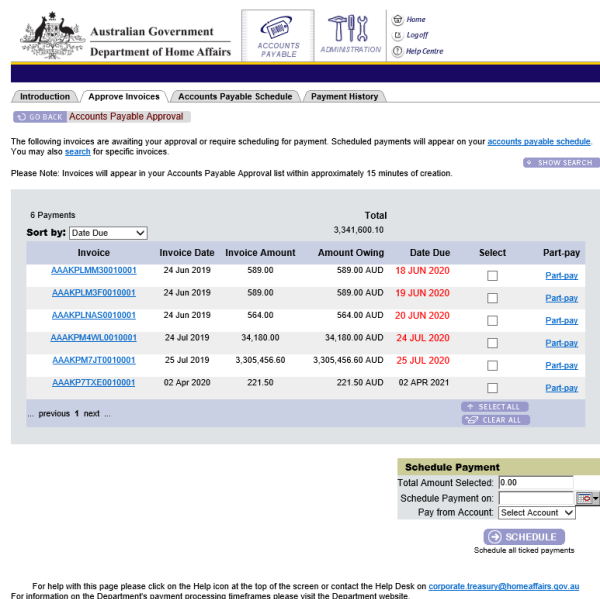 Australian Government
Department of Home Affairs
ACCOUNTS
PAYABLE
ADMINISTRATION
Home
Logoff
Help Centre
Introduction Approve Invoices Accounts Payable Schedule Payment History
GO BACK Accounts Payable Approval
The following invoices are awaiting your approval or require scheduling for payment. Scheduled payments will appear on your accounts payable schedule.
You may also search for specific invoices.
SHOW SEARCH
Please Note: Invoices will appear in your Accounts Payable Approval list within approximately 15 minutes of creation.
6 Payments Total
Sort by: Date Due 3,341,600.10
Invoice Invoice Date Invoice Amount Amount Owing Date Due Select Part-pay
AAAKPLMM30010001 24 Jun 2019 589.00 589.00 AUD 18 JUN 2020 Part-pay
AAAKPLM3F0010001 24 Jun 2019 589.00 589.00 AUD 19 JUN 2020 Part-pay
AAAKPLNAS0010001 24 Jun 2019 564.00 564.00 AUD 20 JUN 2020 Part-pay
AAAKPM4WL0010001 24 Jul 2019 34,180.00 34,180.00 AUD 24 JUL 2020 Part-pay
AAAKPM7JT0010001 25 Jul 2019 3,305,456.60 3,305,456.60 AUD 25 JUL 2020 Part-pay
AAAKP7TXE0010001 02 Apr 2020 221.50 221.50 AUD 02 APR 2021 Part-pay
... previous 1 next ...
SELECT ALL
CLEAR ALL
Schedule Payment
Total Amount Selected: 0.00
Schedule Payment on:
Pay from Account: Select Account
SCHEDULE
Schedule all ticked payments
For help with this page please click on the Help icon at the top of the screen or contact the Help Desk on corporate.treasury@homeaffairs.gov.au
For information on the Department's payment processing timeframes please visit the Department website.